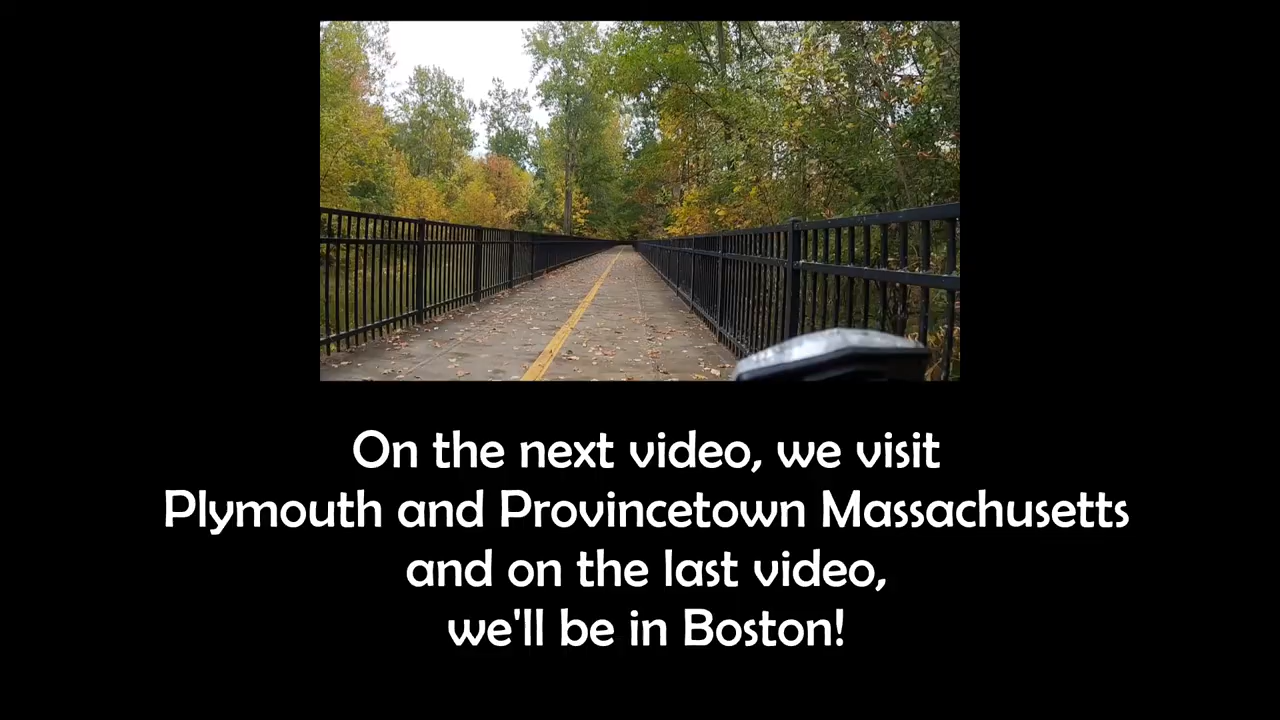 On the next video, we visit
Plymouth and Provincetown Massachusetts
and on the last video,
we'll be in Boston!